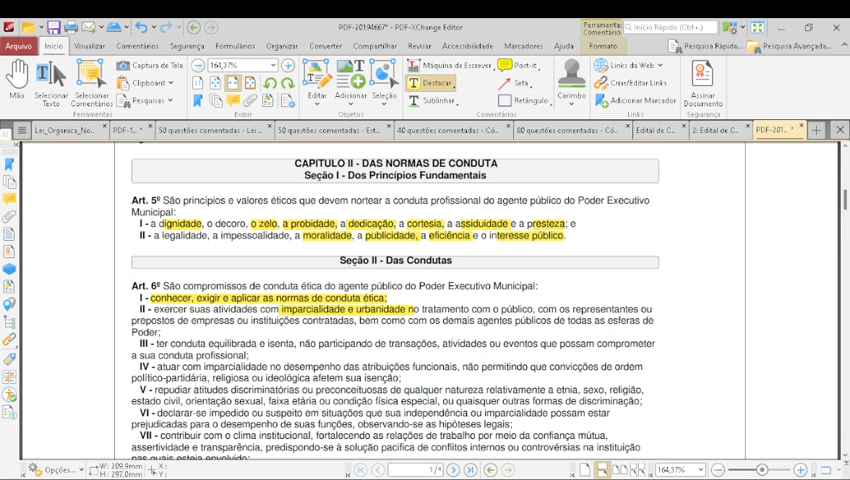 PDF-20194667* - PDF-XChange Editor
Ferramenta:
Comentário
Início Rápido (Ctrl+.)
Arquivo Início Visualizar Comentários Segurança Formulários Organizar Converter Compartilhar Revisar Acessibilidade Marcadores Ajuda Formato Pesquisa Rápida... Pesquisa Avançada...
Mão
Selecionar
Texto
Selecionar
Comentários
Captura de Tela
Clipboard
Pesquisas
Ferramentas
164,37%
Exibir
Editar Adicionar Seleção
Objetos
Máquina de Escrever
Destacar
Sublinhar
Post-it
Seta
Retângulo
Comentários
Carimbo
Links da Web
Criar/Editar Links
Adicionar Marcador
Links
Assinar
Documento
Segurança
Lei_Organica_No... PDF-1... 50 questões comentadas - Lei ... 50 questões comentadas - Est... 40 questões comentadas - Có... 80 questões comentadas - Có... Edital de C... 2: Edital de C... PDF-201... *
CAPITULO II - DAS NORMAS DE CONDUTA
Seção I - Dos Princípios Fundamentais
Art. 5º São princípios e valores éticos que devem nortear a conduta profissional do agente público do Poder Executivo
Municipal:
I - a dignidade, o decoro, o zelo, a probidade, a dedicação, a cortesia, a assiduidade e a presteza; e
II - a legalidade, a impessoalidade, a moralidade, a publicidade, a eficiência e o interesse público.
Seção II - Das Condutas
Art. 6º São compromissos de conduta ética do agente público do Poder Executivo Municipal:
I - conhecer, exigir e aplicar as normas de conduta ética;
II - exercer suas atividades com imparcialidade e urbanidade no tratamento com o público, com os representantes ou
prepostos de empresas ou instituições contratadas, bem como com os demais agentes públicos de todas as esferas de
Poder;
III - ter conduta equilibrada e isenta, não participando de transações, atividades ou eventos que possam comprometer
a sua conduta profissional;
IV - atuar com imparcialidade no desempenho das atribuições funcionais, não permitindo que convicções de ordem
político-partidária, religiosa ou ideológica afetem sua isenção;
V - repudiar atitudes discriminatórias ou preconceituosas de qualquer natureza relativamente a etnia, sexo, religião,
estado civil, orientação sexual, faixa etária ou condição física especial, ou quaisquer outras formas de discriminação;
VI - declarar-se impedido ou suspeito em situações que sua independência ou imparcialidade possam estar
prejudicadas para o desempenho de suas funções, observando-se as hipóteses legais;
VII - contribuir com o clima institucional, fortalecendo as relações de trabalho por meio da confiança mútua,
assertividade e transparência, predispondo-se à solução pacífica de conflitos internos ou controvérsias na instituição
nas quais esteja envolvido;
Opções... W: 209,9mm X: 1/4 164,37%
H: 297,0mm Y: